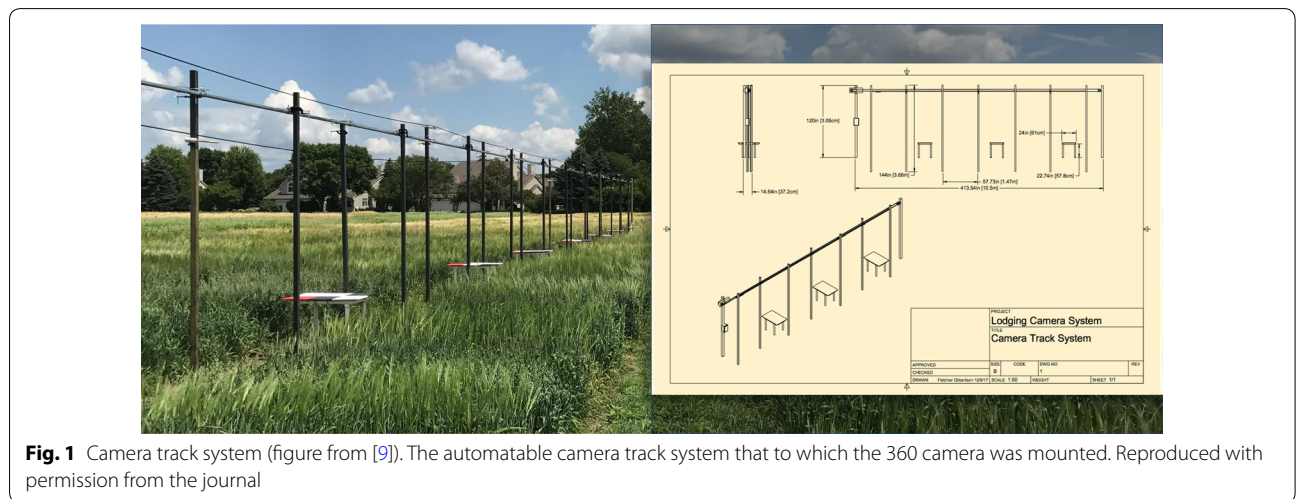 120in [3.05cm]
24in [61cm]
144in [3.66m]
57.73in [1.47m]
22.74in [57.8cm]
14.64in [37.2cm]
413.54in [10.5m]
PROJECT
Lodging Camera System
TITLE
Camera Track System
APPROVED
CHECKED
SIZE CODE DWG NO REV
B 1
DRAWN Fletcher Gilbertson 12/9/17 SCALE 1:50 WEIGHT SHEET 1/1
Fig. 1 Camera track system (figure from [9]). The automatable camera track system that to which the 360 camera was mounted. Reproduced with
permission from the journal